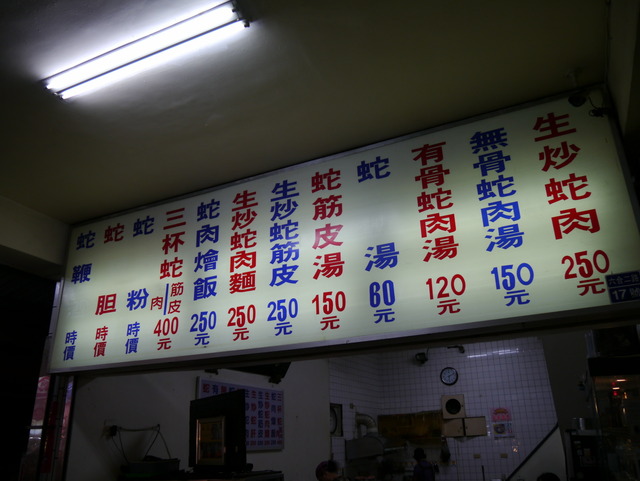 生炒蛇肉 250元
無骨蛇肉湯 150元
有骨蛇肉湯 120元
蛇湯 60元
蛇筋皮湯 150元
生炒蛇筋皮 250元
生炒蛇肉麵 250元
蛇肉燴飯 250元
三杯蛇 肉|筋皮 400元
蛇粉 時價
蛇胆 時價
蛇鞭 時價